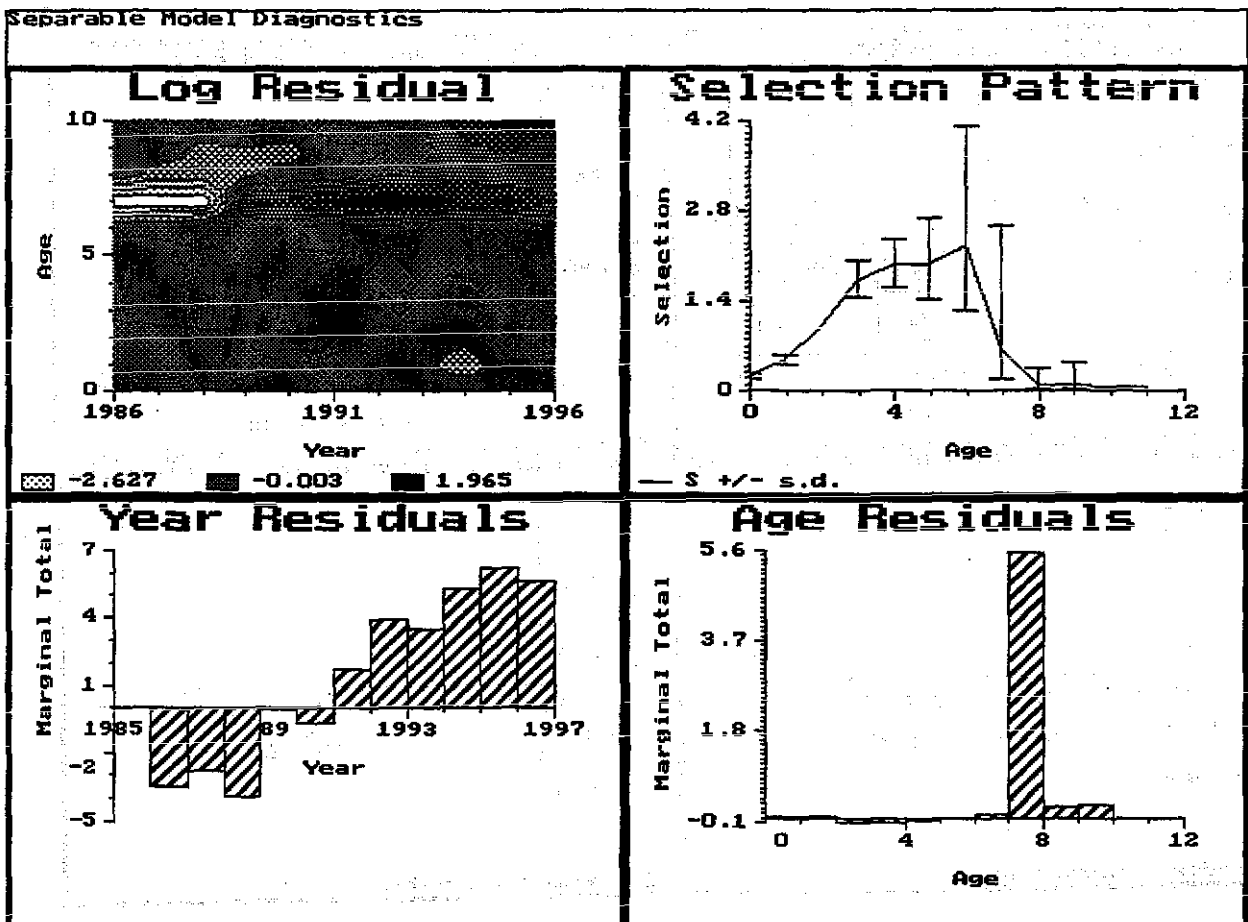 Separable Model Diagnostics
Log Residual
10
5
0
Age
1986 1991 1996
Year
-2.627 -0.003 1.965
Selection Pattern
4.2
2.8
1.4
0
Selection
0 4 8 12
Age
S +/- s.d.
Year Residuals
7
4
1
-2
-5
Marginal Total
1985 89 1993 1997
Year
Age Residuals
5.6
3.7
1.8
-0.1
Marginal Total
0 4 8 12
Age